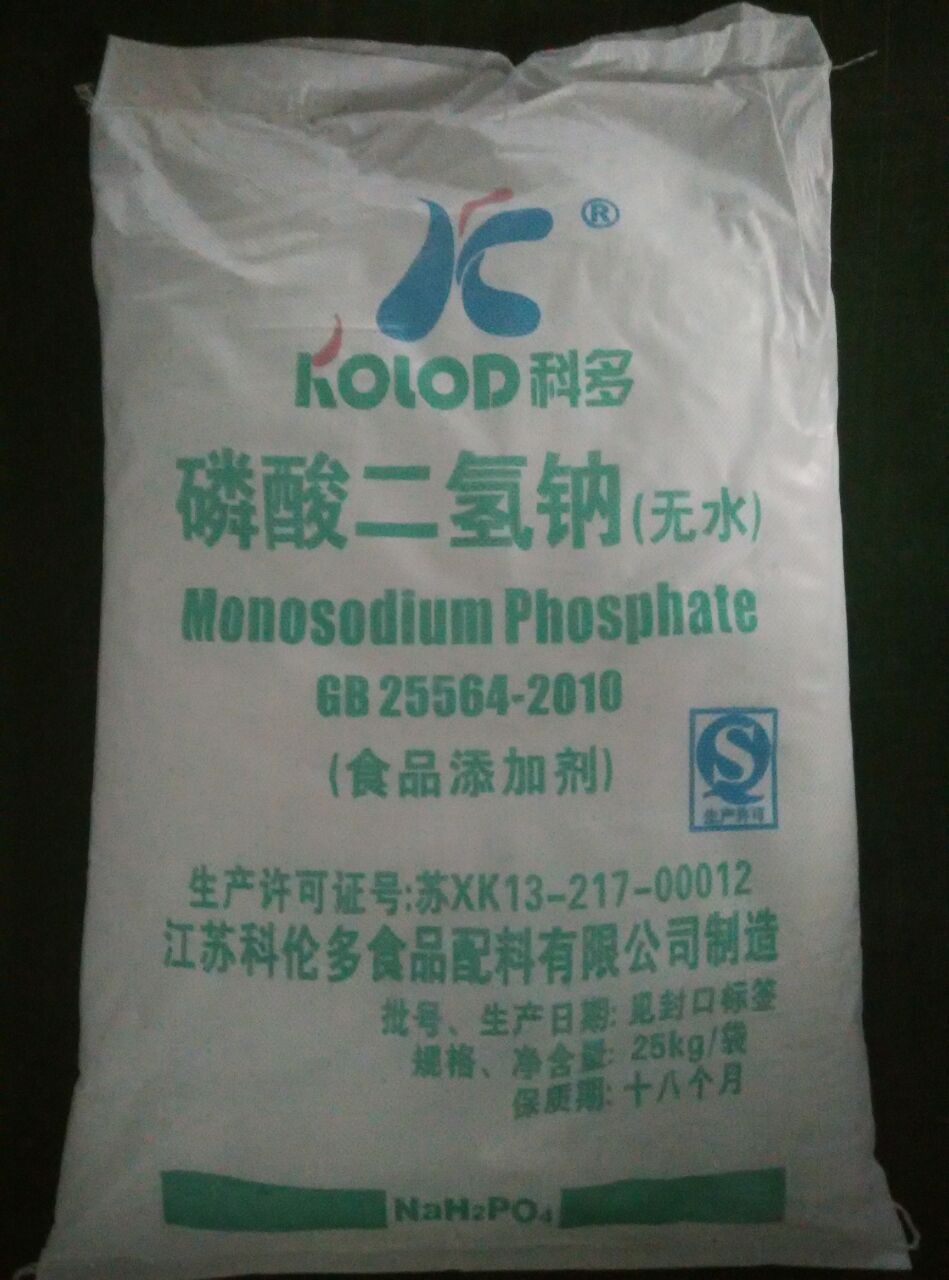 K®
KOLOD科多
磷酸二氢钠(无水)
Monosodium Phosphate
GB 25564-2010
(食品添加剂)
S
生产许可
生产许可证号:苏XK13-217-00012
江苏科伦多食品配料有限公司制造
批号、生产日期: 见封口标签
规格、净含量: 25kg/袋
保质期: 十八个月
NaH₂PO₄